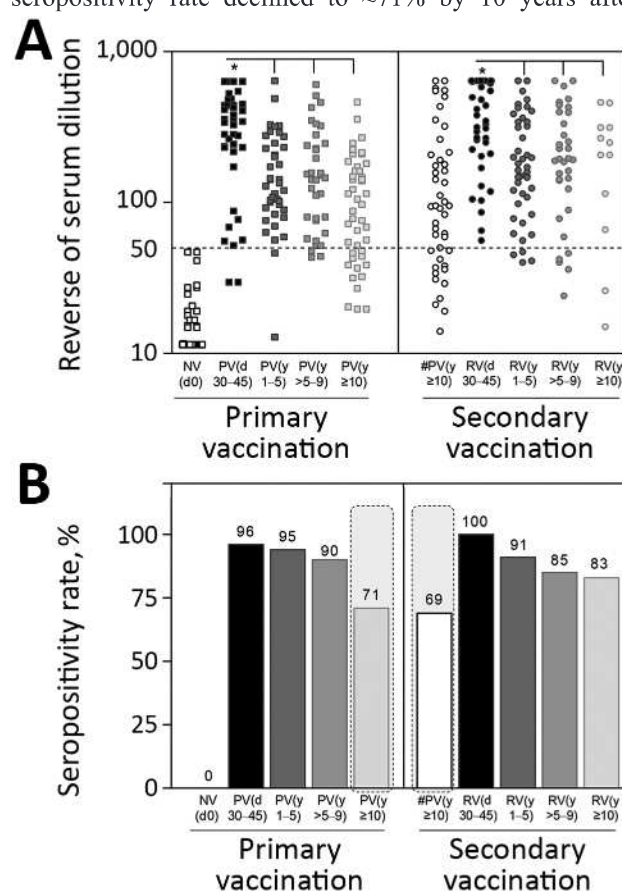 seropositivity rate declined to ~71% by 10 years after
A
1,000
100
50
10
Reverse of serum dilution
* *
NV PV(d PV(y PV(y PV(y #PV(y RV(d RV(y RV(y RV(y
(d0) 30–45) 1–5) >5–9) ≥10) ≥10) 30–45) 1–5) >5–9) ≥10)
Primary Secondary
vaccination vaccination
B
Seropositivity rate, %
100
75
50
25
0
0 96 95 90 71 69 100 91 85 83
NV PV(d PV(y PV(y PV(y #PV(y RV(d RV(y RV(y RV(y
(d0) 30–45) 1–5) >5–9) ≥10) ≥10) 30–45) 1–5) >5–9) ≥10)
Primary Secondary
vaccination vaccination